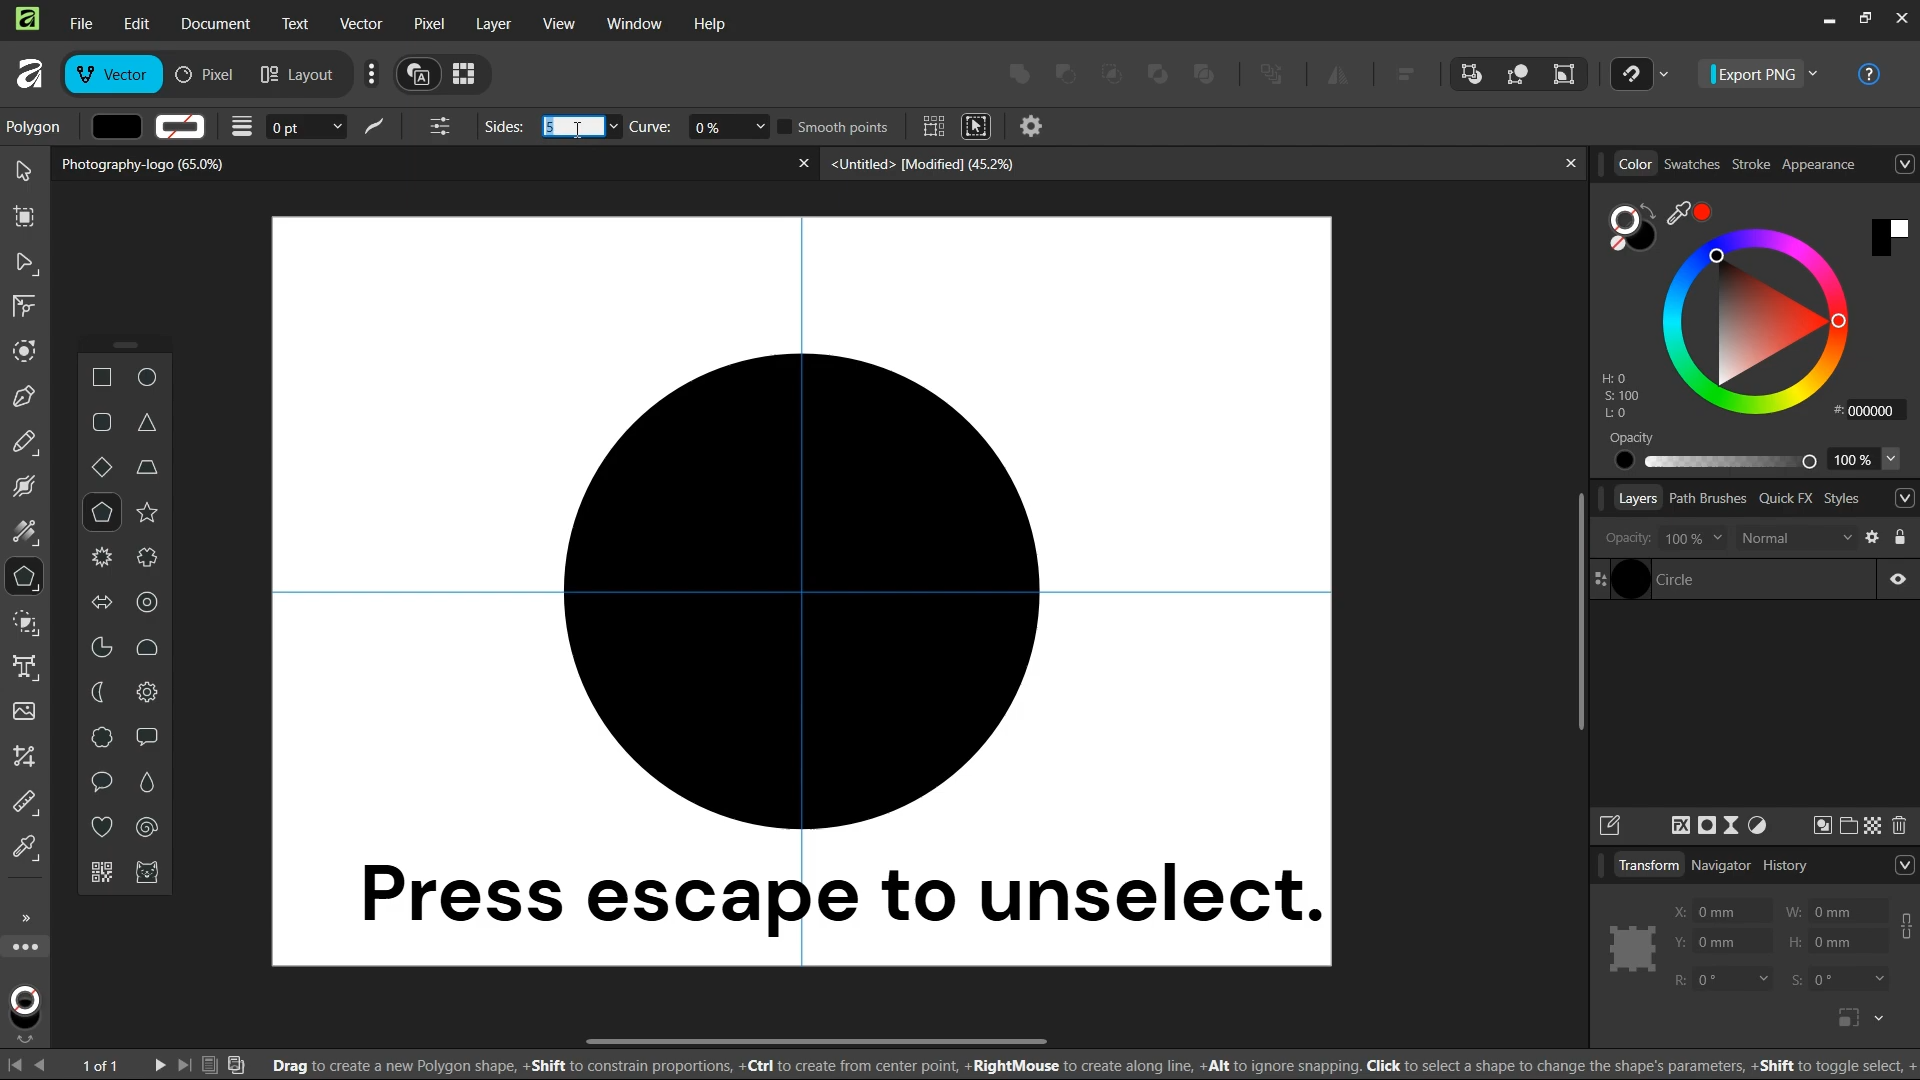 File Edit Document Text Vector Pixel Layer View Window Help
Vector Pixel Layout Export PNG
Polygon 0 pt Sides: 5 Curve: 0 % Smooth points
Photography-logo (65.0%) <Untitled> [Modified] (45.2%)
Color Swatches Stroke Appearance
H: 0
S: 100
L: 0
#: 000000
Opacity
100 %
Layers Path Brushes Quick FX Styles
Opacity: 100 % Normal
Circle
Press escape to unselect.
Transform Navigator History
X: 0 mm W: 0 mm
Y: 0 mm H: 0 mm
R: 0 ° S: 0 °
1 of 1 Drag to create a new Polygon shape, +Shift to constrain proportions, +Ctrl to create from center point, +RightMouse to create along line, +Alt to ignore snapping. Click to select a shape to change the shape's parameters, +Shift to toggle select, +